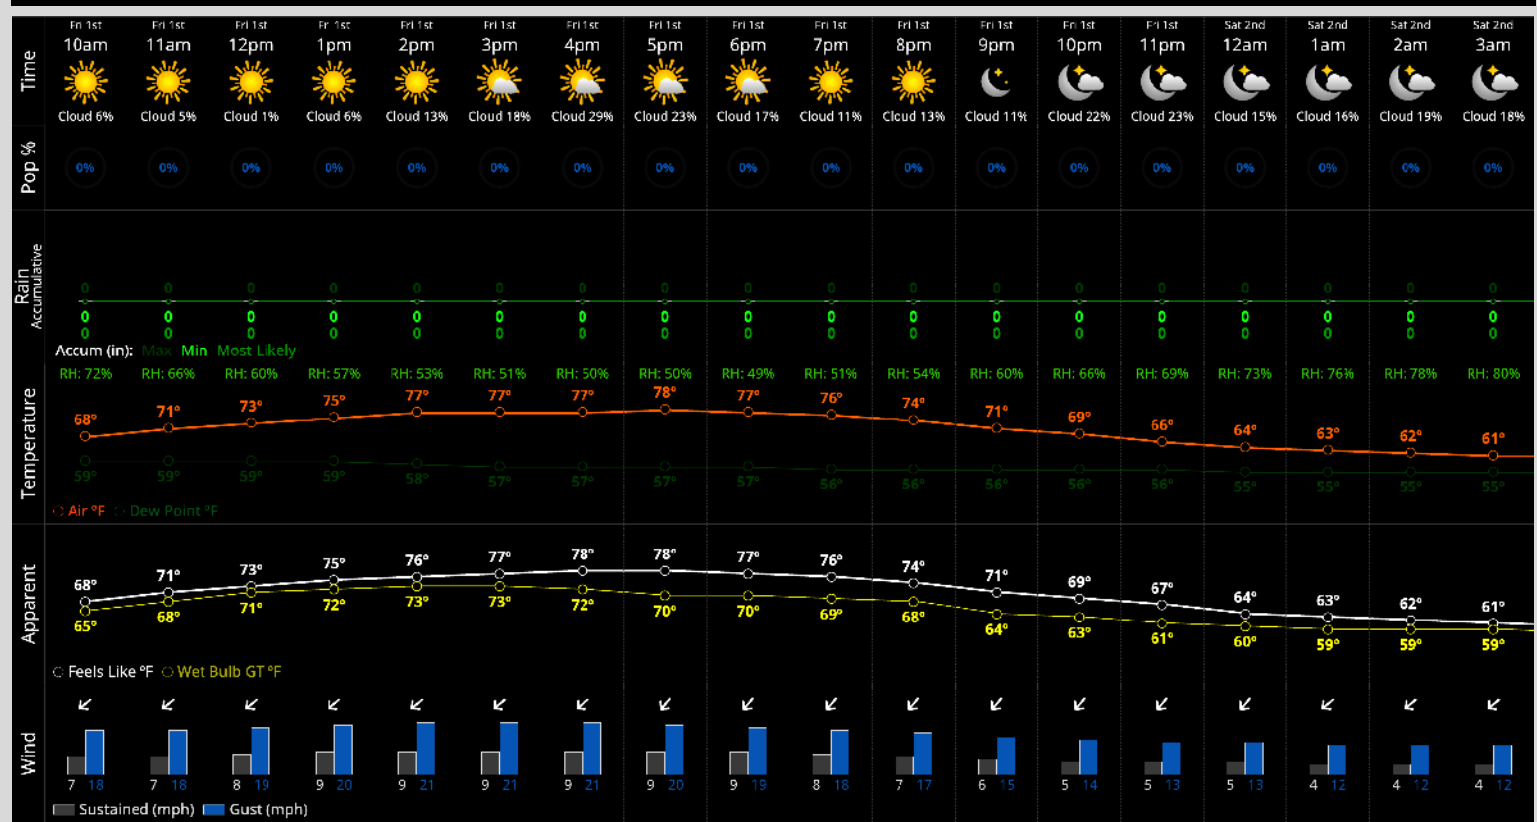 Fri 1st Fri 1st Fri 1st Fri 1st Fri 1st Fri 1st Fri 1st Fri 1st Fri 1st Fri 1st Fri 1st Fri 1st Fri 1st Fri 1st Sat 2nd Sat 2nd Sat 2nd Sat 2nd
Time 10am 11am 12pm 1pm 2pm 3pm 4pm 5pm 6pm 7pm 8pm 9pm 10pm 11pm 12am 1am 2am 3am
Cloud 6% Cloud 5% Cloud 1% Cloud 6% Cloud 13% Cloud 18% Cloud 29% Cloud 23% Cloud 17% Cloud 11% Cloud 13% Cloud 11% Cloud 22% Cloud 23% Cloud 15% Cloud 16% Cloud 19% Cloud 18%
Pop % 0% 0% 0% 0% 0% 0% 0% 0% 0% 0% 0% 0% 0% 0% 0% 0% 0% 0%
Rain
Accumulative
0 0 0 0 0 0 0 0 0 0 0 0 0 0 0 0 0 0
0 0 0 0 0 0 0 0 0 0 0 0 0 0 0 0 0 0
0 0 0 0 0 0 0 0 0 0 0 0 0 0 0 0 0 0
Accum (in): Max Min Most Likely
Temperature
RH: 72% RH: 66% RH: 60% RH: 57% RH: 53% RH: 51% RH: 50% RH: 50% RH: 49% RH: 51% RH: 54% RH: 60% RH: 66% RH: 69% RH: 73% RH: 76% RH: 78% RH: 80%
68° 71° 73° 75° 77° 77° 77° 78° 77° 76° 74° 71° 69° 66° 64° 63° 62° 61°
59° 59° 59° 59° 58° 57° 57° 57° 57° 56° 56° 56° 56° 56° 55° 55° 55° 55°
Air °F Dew Point °F
Apparent
68° 71° 73° 75° 76° 77° 78° 78° 77° 76° 74° 71° 69° 67° 64° 63° 62° 61°
65° 68° 71° 72° 73° 73° 72° 70° 70° 69° 68° 64° 63° 61° 60° 59° 59° 59°
Feels Like °F Wet Bulb GT °F
Wind
7 18 7 18 8 19 9 20 9 21 9 21 9 21 9 20 9 19 8 18 7 17 6 15 5 14 5 13 5 13 4 12 4 12 4 12
Sustained (mph) Gust (mph)